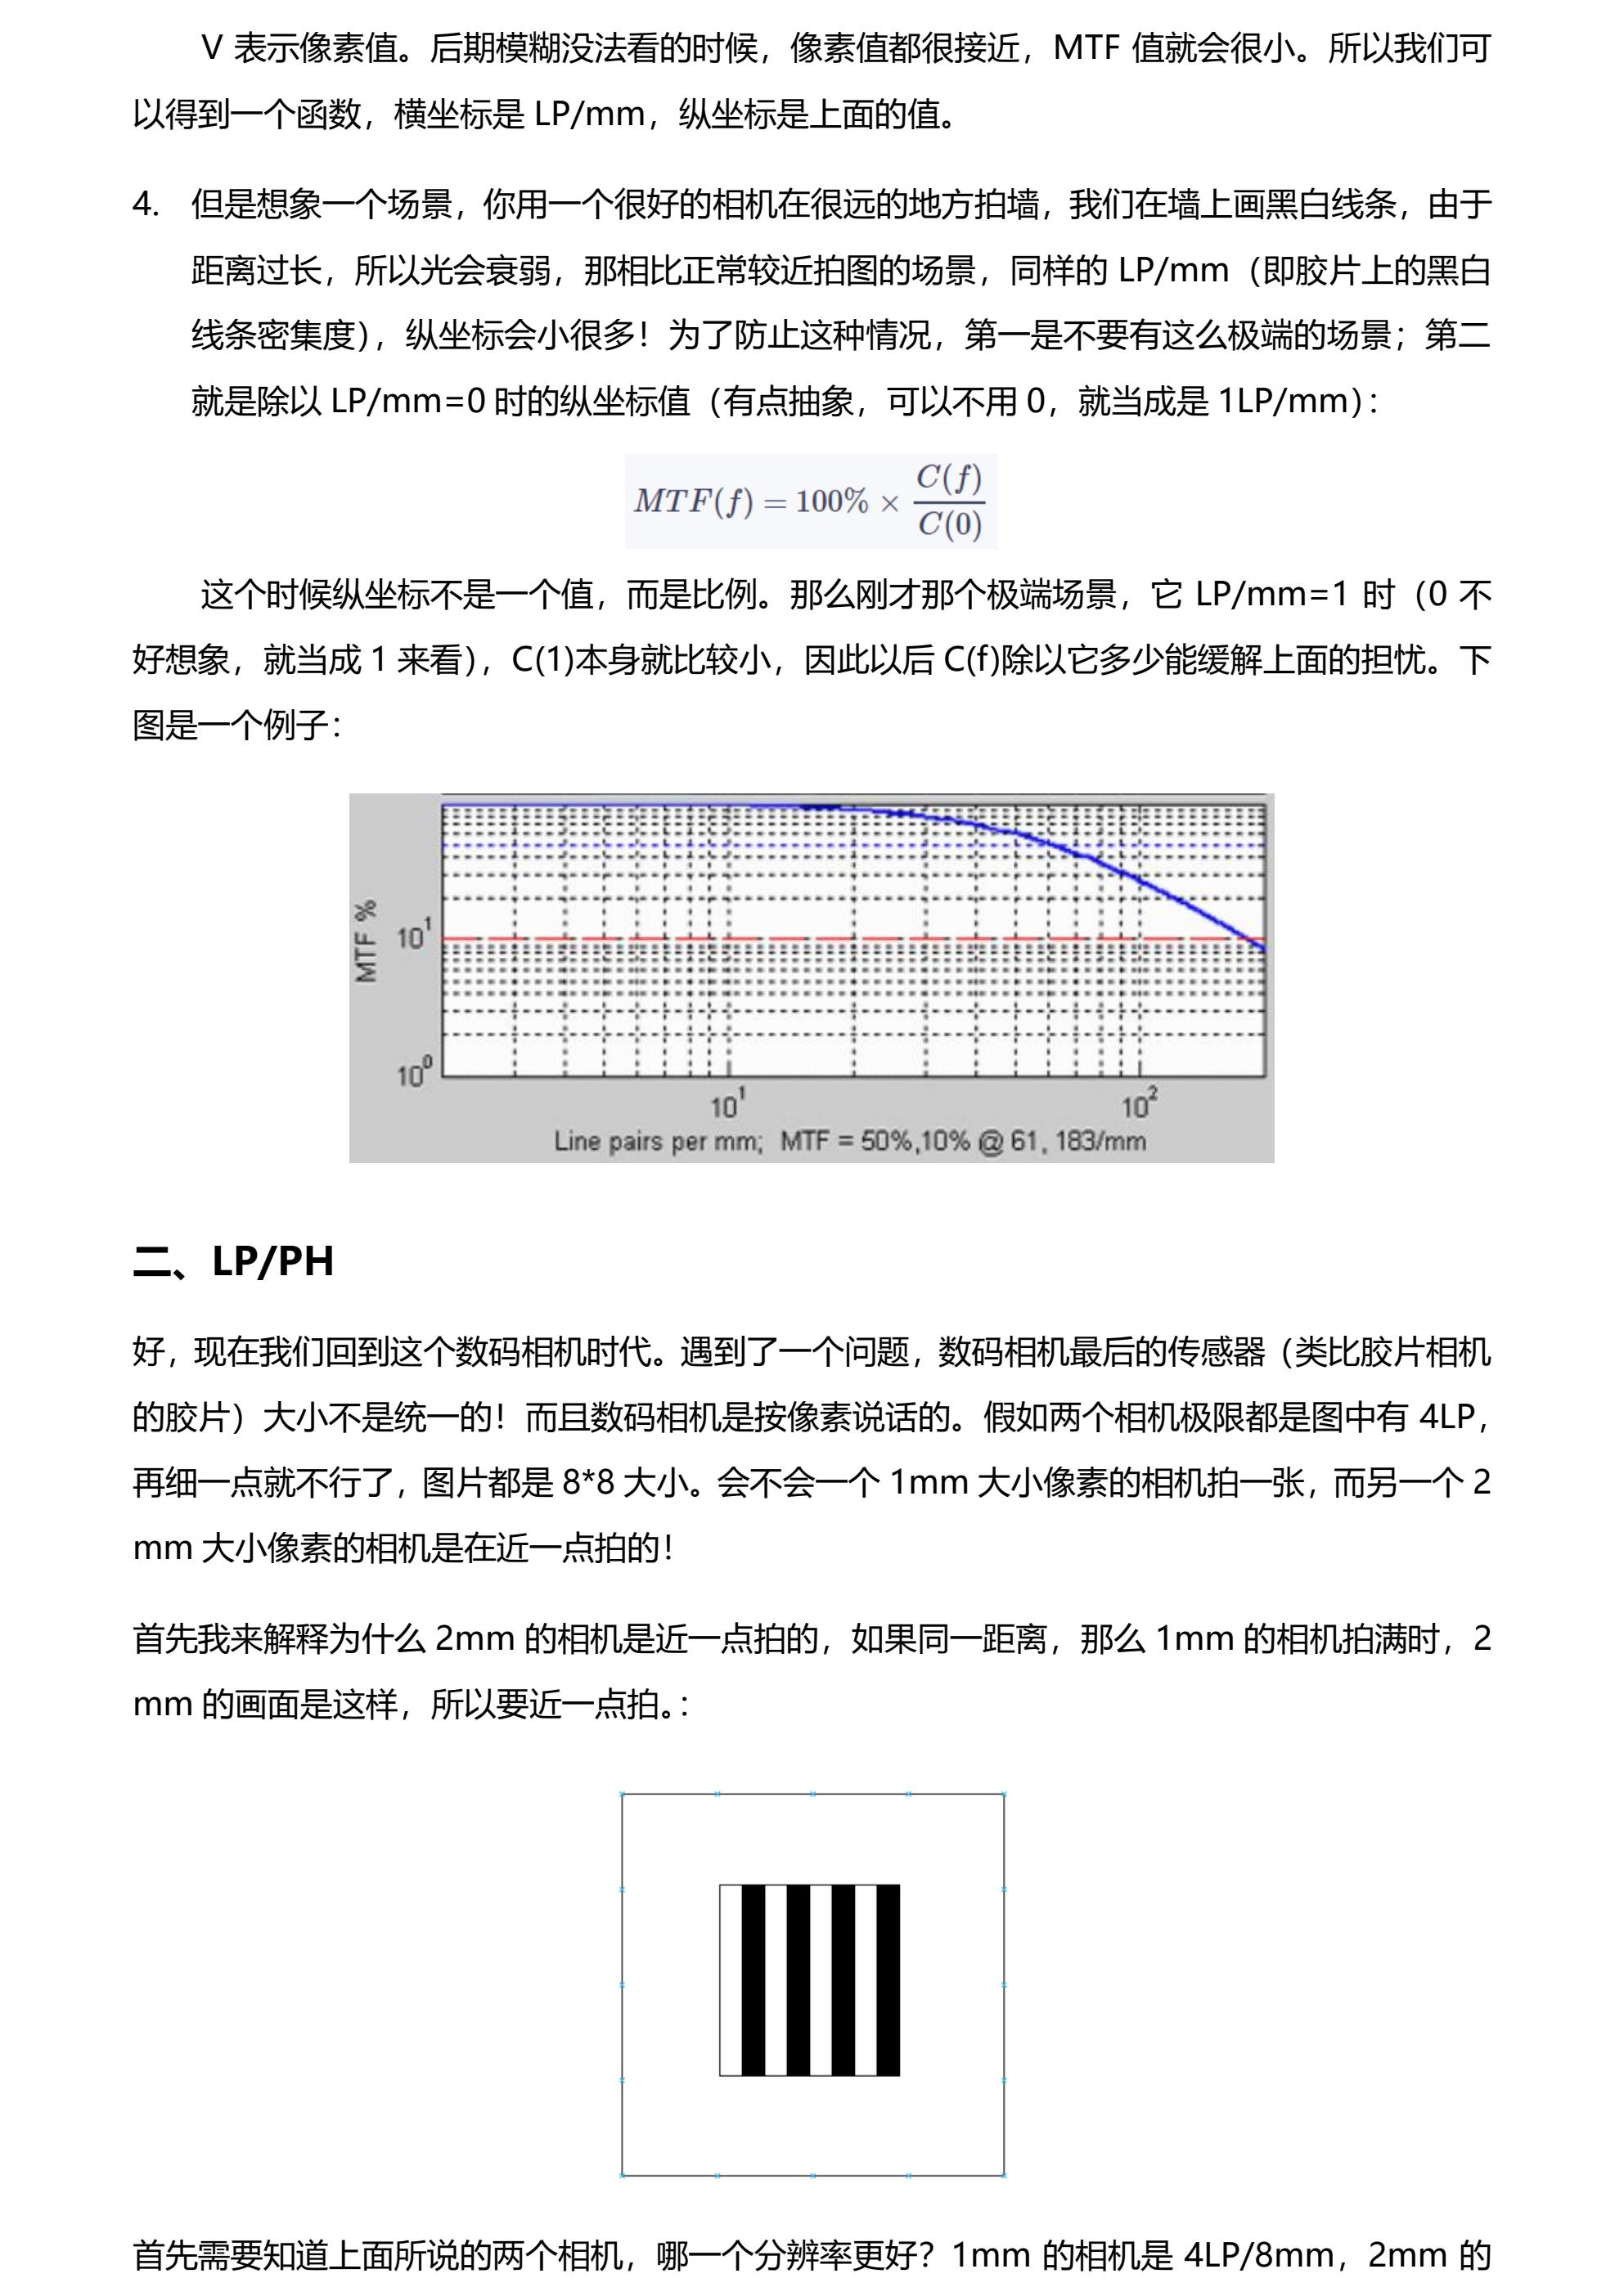 V 表示像素值。后期模糊没法看的时候，像素值都很接近，MTF 值就会很小。所以我们可
以得到一个函数，横坐标是 LP/mm，纵坐标是上面的值。
4. 但是想象一个场景，你用一个很好的相机在很远的地方拍墙，我们在墙上画黑白线条，由于
距离过长，所以光会衰弱，那相比正常较近拍图的场景，同样的 LP/mm（即胶片上的黑白
线条密集度），纵坐标会小很多！为了防止这种情况，第一是不要有这么极端的场景；第二
就是除以 LP/mm=0 时的纵坐标值（有点抽象，可以不用 0，就当成是 1LP/mm）：
MTF(f) = 100% × C(f)/C(0)
这个时候纵坐标不是一个值，而是比例。那么刚才那个极端场景，它 LP/mm=1 时（0 不
好想象，就当成 1 来看），C(1)本身就比较小，因此以后 C(f)除以它多少能缓解上面的担忧。下
图是一个例子：
MTF %
10^1
10^0
10^1 10^2
Line pairs per mm; MTF = 50%,10% @ 61, 183/mm
二、LP/PH
好，现在我们回到这个数码相机时代。遇到了一个问题，数码相机最后的传感器（类比胶片相机
的胶片）大小不是统一的！而且数码相机是按像素说话的。假如两个相机极限都是图中有 4LP，
再细一点就不行了，图片都是 8*8 大小。会不会一个 1mm 大小像素的相机拍一张，而另一个 2
mm 大小像素的相机是在近一点拍的！
首先我来解释为什么 2mm 的相机是近一点拍的，如果同一距离，那么 1mm 的相机拍满时，2
mm 的画面是这样，所以要近一点拍。：
首先需要知道上面所说的两个相机，哪一个分辨率更好？1mm 的相机是 4LP/8mm，2mm 的